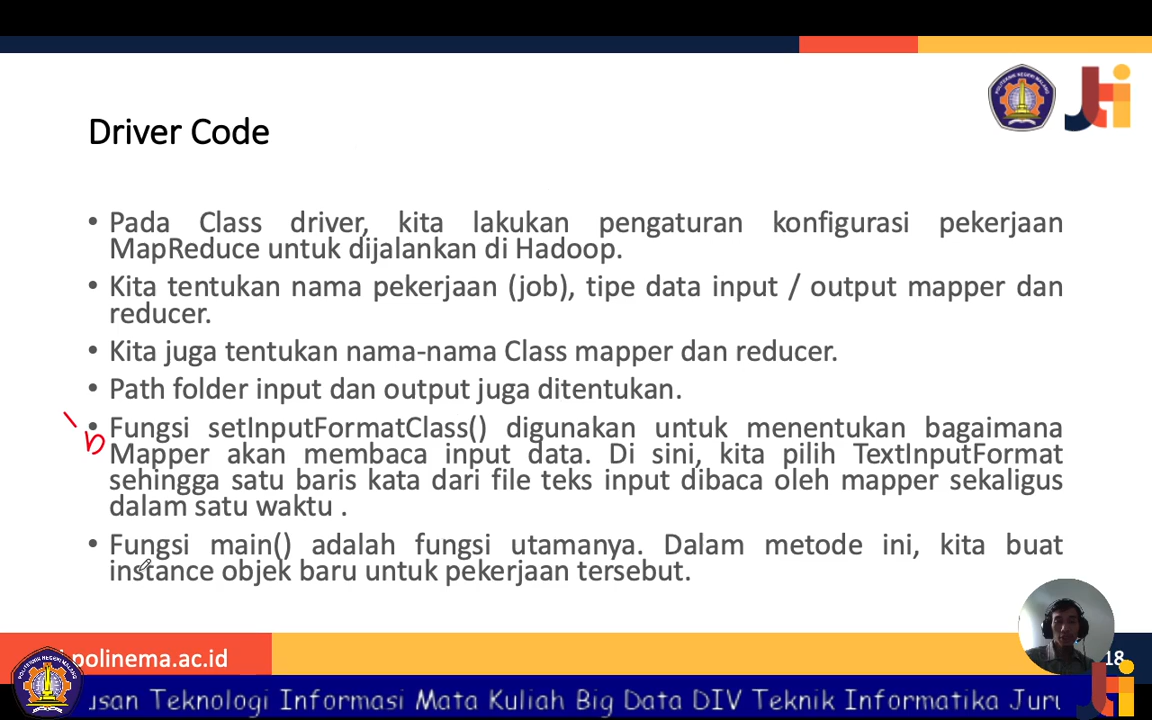 Driver Code
• Pada Class driver, kita lakukan pengaturan konfigurasi pekerjaan
MapReduce untuk dijalankan di Hadoop.
• Kita tentukan nama pekerjaan (job), tipe data input / output mapper dan
reducer.
• Kita juga tentukan nama-nama Class mapper dan reducer.
• Path folder input dan output juga ditentukan.
• Fungsi setInputFormatClass() digunakan untuk menentukan bagaimana
Mapper akan membaca input data. Di sini, kita pilih TextInputFormat
sehingga satu baris kata dari file teks input dibaca oleh mapper sekaligus
dalam satu waktu .
• Fungsi main() adalah fungsi utamanya. Dalam metode ini, kita buat
instance objek baru untuk pekerjaan tersebut.
polinema.ac.id
18
usan Teknologi Informasi Mata Kuliah Big Data DIV Teknik Informatika Juru